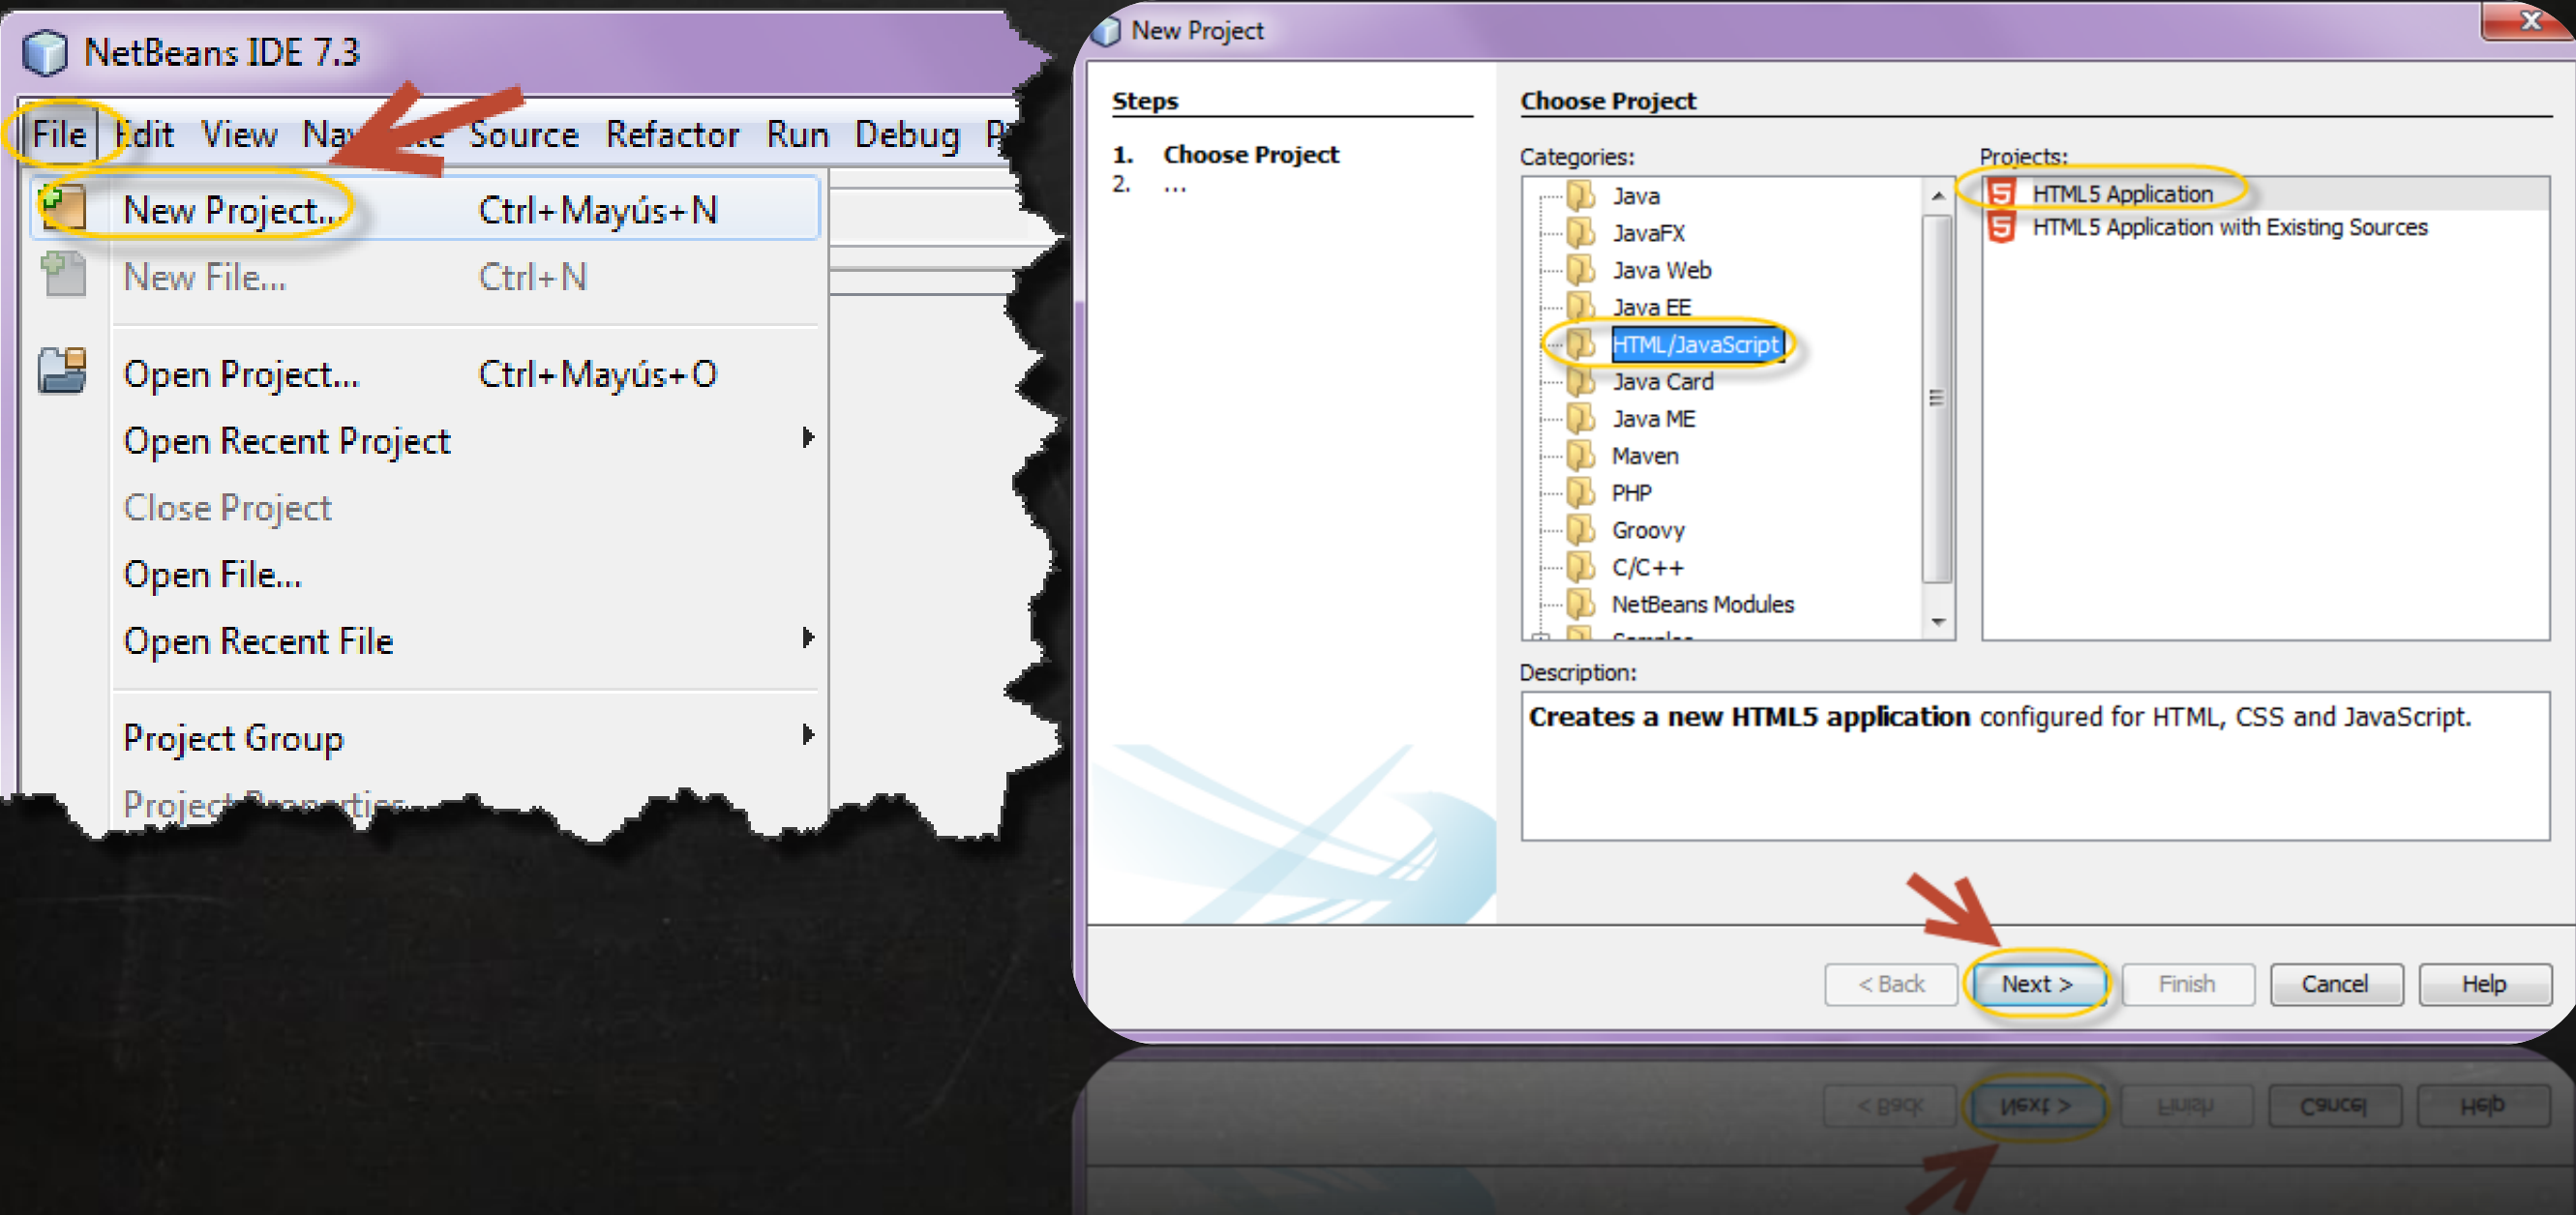 NetBeans IDE 7.3
File Edit View Source Refactor Run Debug
New Project... Ctrl+Mayús+N
New File... Ctrl+N
Open Project... Ctrl+Mayús+O
Open Recent Project
Close Project
Open File...
Open Recent File
Project Group
Project Properties
New Project
Steps
1. Choose Project
2. ...
Choose Project
Categories:
Java
JavaFX
Java Web
Java EE
HTML/JavaScript
Java Card
Java ME
Maven
PHP
Groovy
C/C++
NetBeans Modules
Projects:
HTML5 Application
HTML5 Application with Existing Sources
Description:
Creates a new HTML5 application configured for HTML, CSS and JavaScript.
< Back Next > Finish Cancel Help